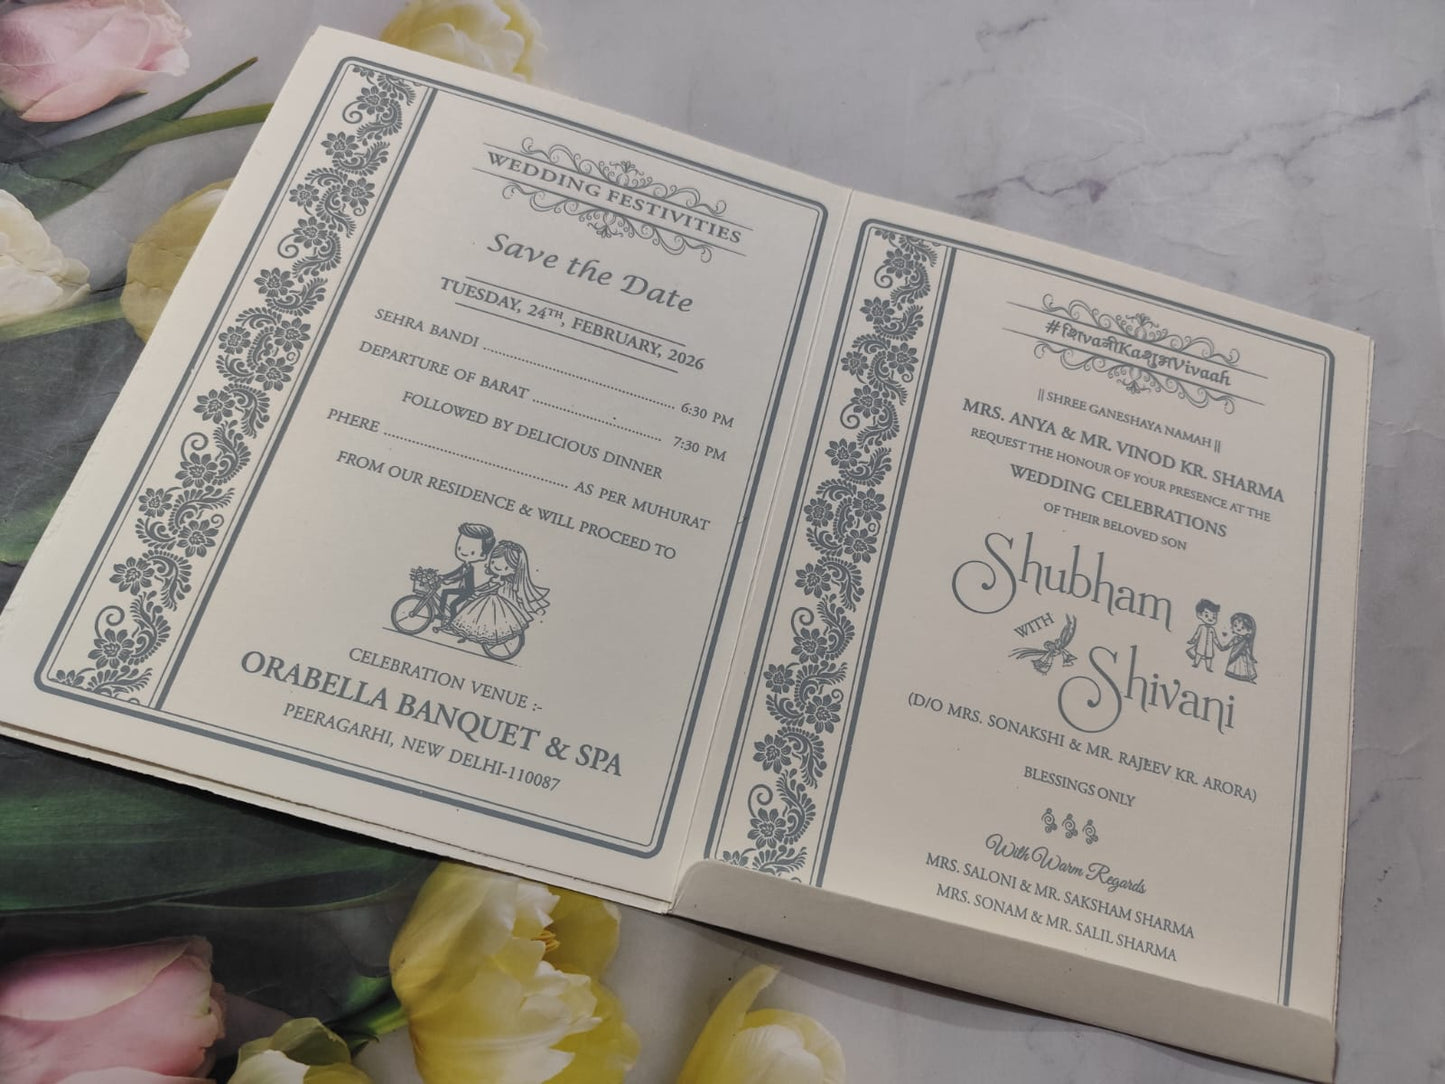 WEDDING FESTIVITIES
Save the Date
TUESDAY, 24TH, FEBRUARY, 2026
SEHRA BANDI ........................................ 6:30 PM
DEPARTURE OF BARAT ........................... 7:30 PM
FOLLOWED BY DELICIOUS DINNER
PHERE ...................................... AS PER MUHURAT
FROM OUR RESIDENCE & WILL PROCEED TO
CELEBRATION VENUE :-
ORABELLA BANQUET & SPA
PEERAGARHI, NEW DELHI-110087
|| SHREE GANESHAYA NAMAH ||
MRS. ANYA & MR. VINOD KR. SHARMA
REQUEST THE HONOUR OF YOUR PRESENCE AT THE
WEDDING CELEBRATIONS
OF THEIR BELOVED SON
Shubham
WITH
Shivani
(D/O MRS. SONAKSHI & MR. RAJEEV KR. ARORA)
BLESSINGS ONLY
With Warm Regards
MRS. SALONI & MR. SAKSHAM SHARMA
MRS. SONAM & MR. SALIL SHARMA